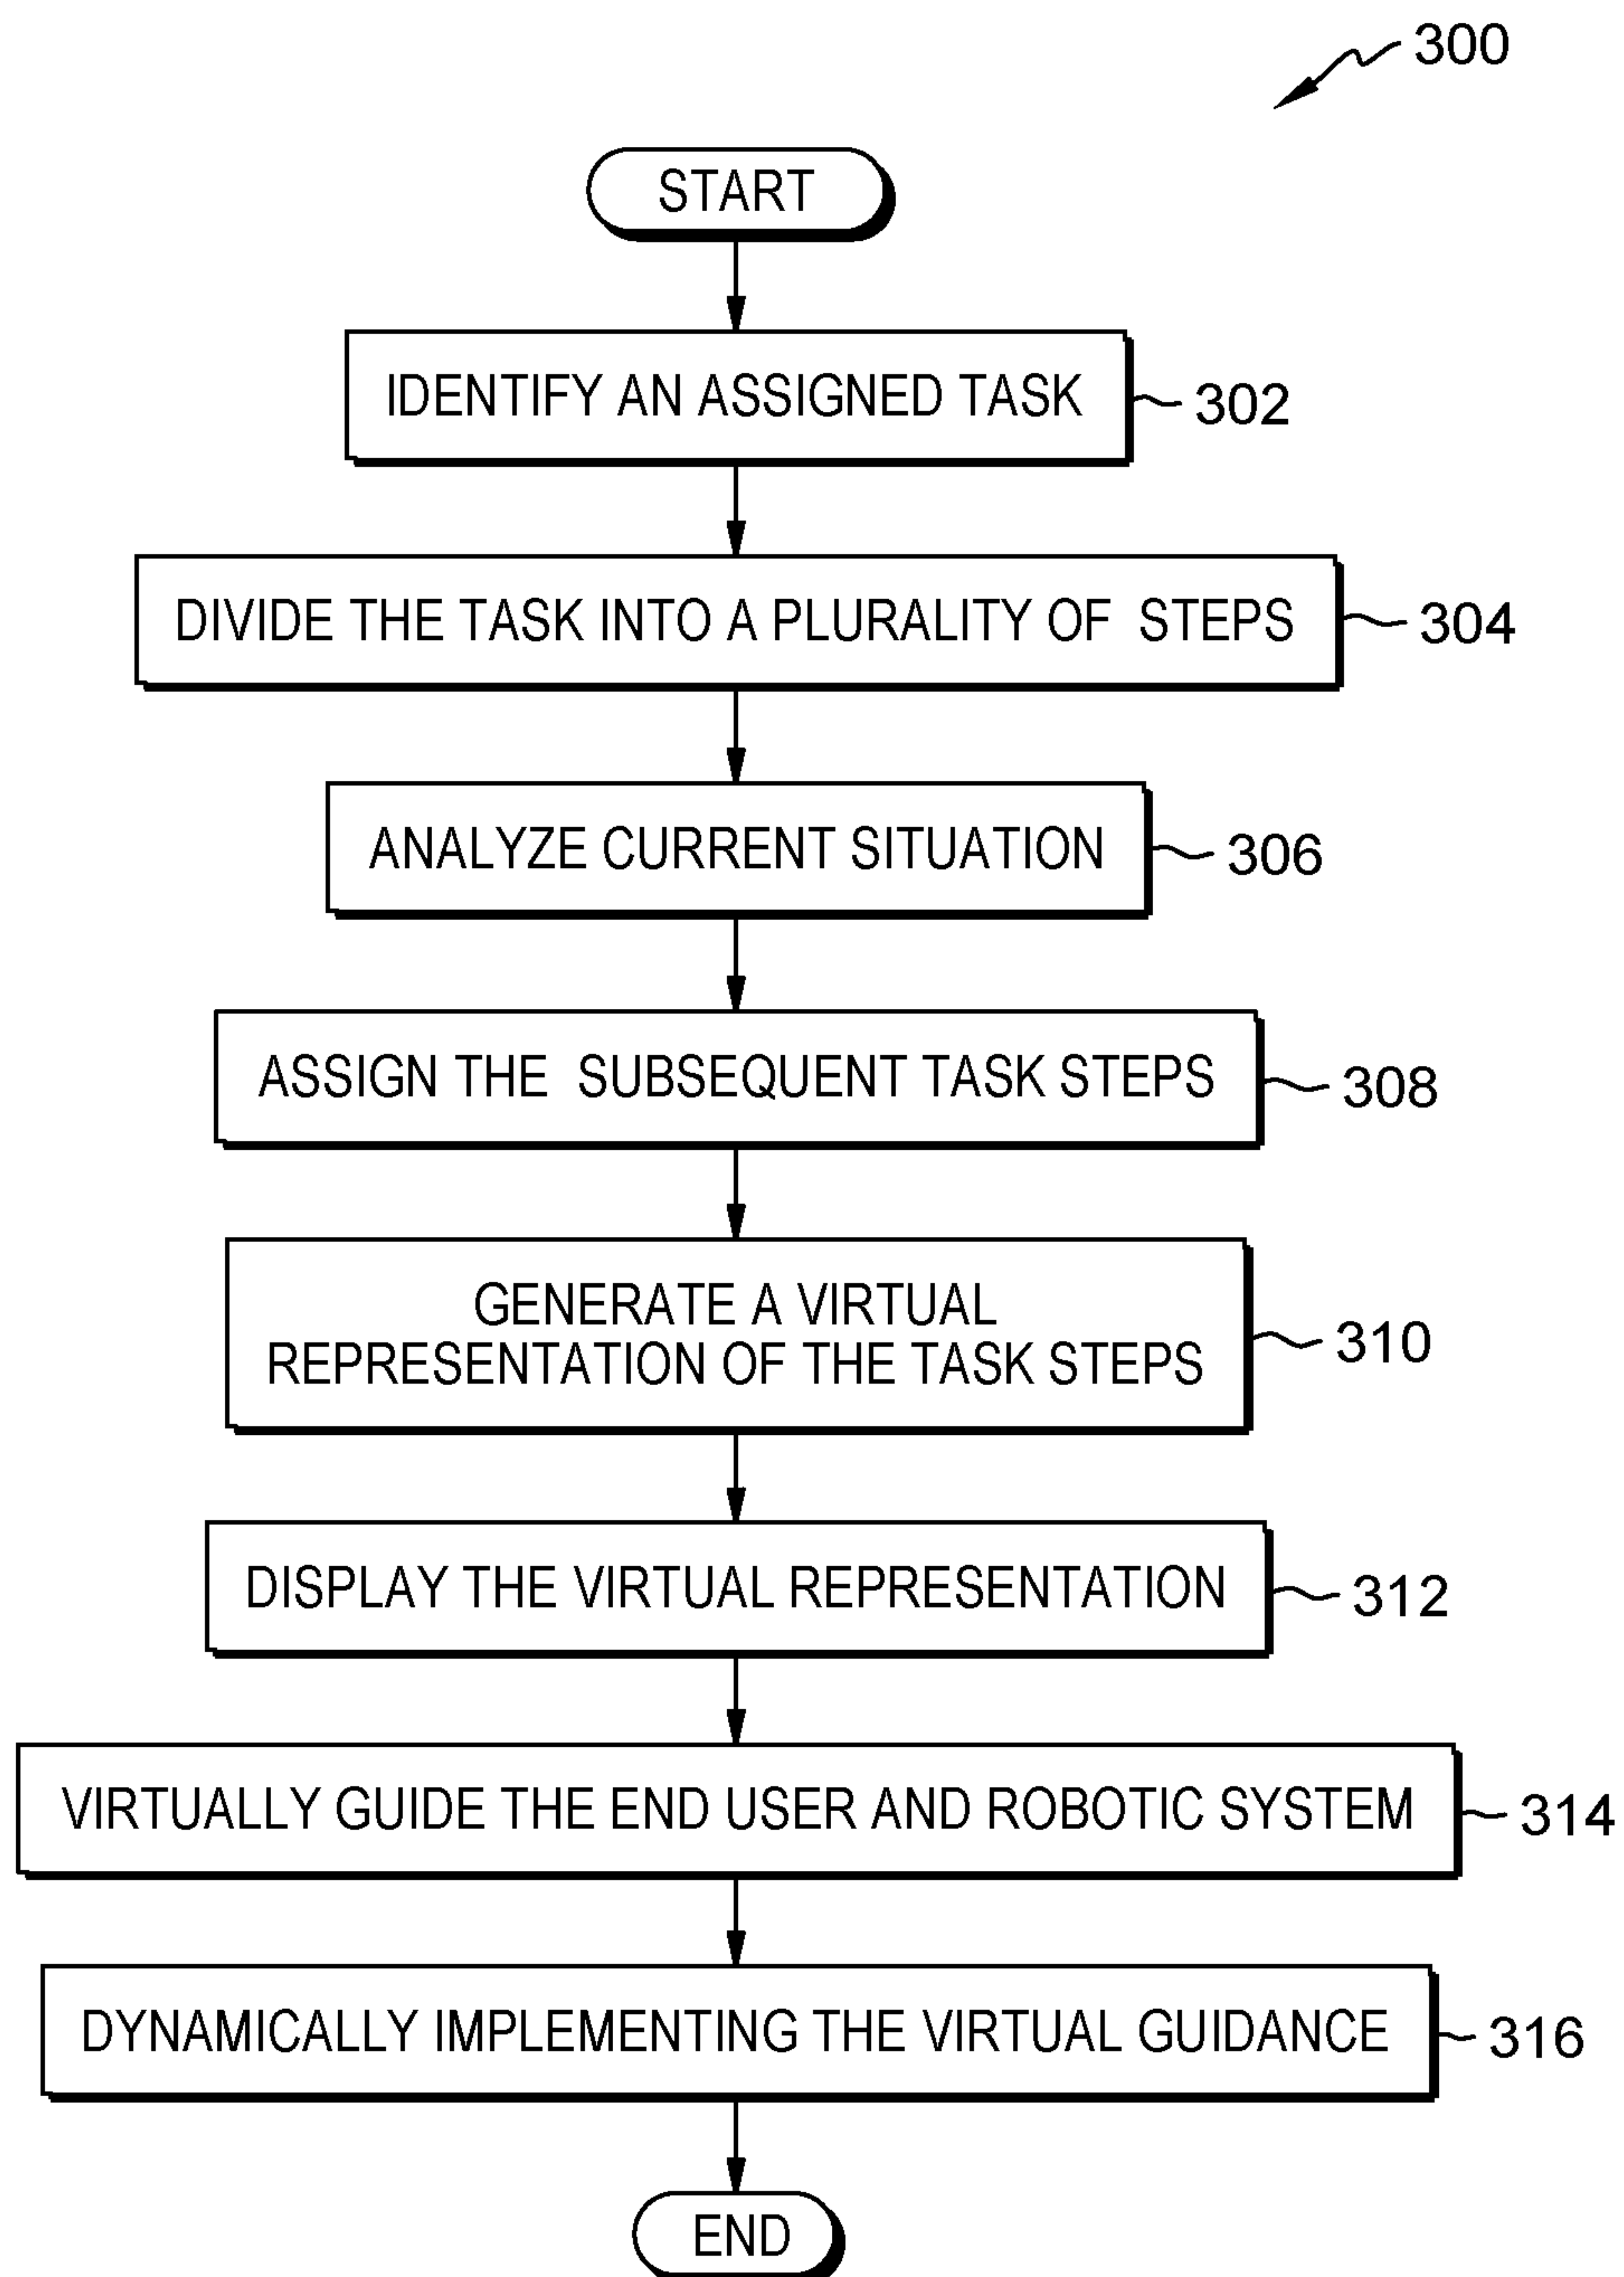 300
START
IDENTIFY AN ASSIGNED TASK
302
DIVIDE THE TASK INTO A PLURALITY OF STEPS
304
ANALYZE CURRENT SITUATION
306
ASSIGN THE SUBSEQUENT TASK STEPS
308
GENERATE A VIRTUAL
REPRESENTATION OF THE TASK STEPS
310
DISPLAY THE VIRTUAL REPRESENTATION
312
VIRTUALLY GUIDE THE END USER AND ROBOTIC SYSTEM
314
DYNAMICALLY IMPLEMENTING THE VIRTUAL GUIDANCE
316
END